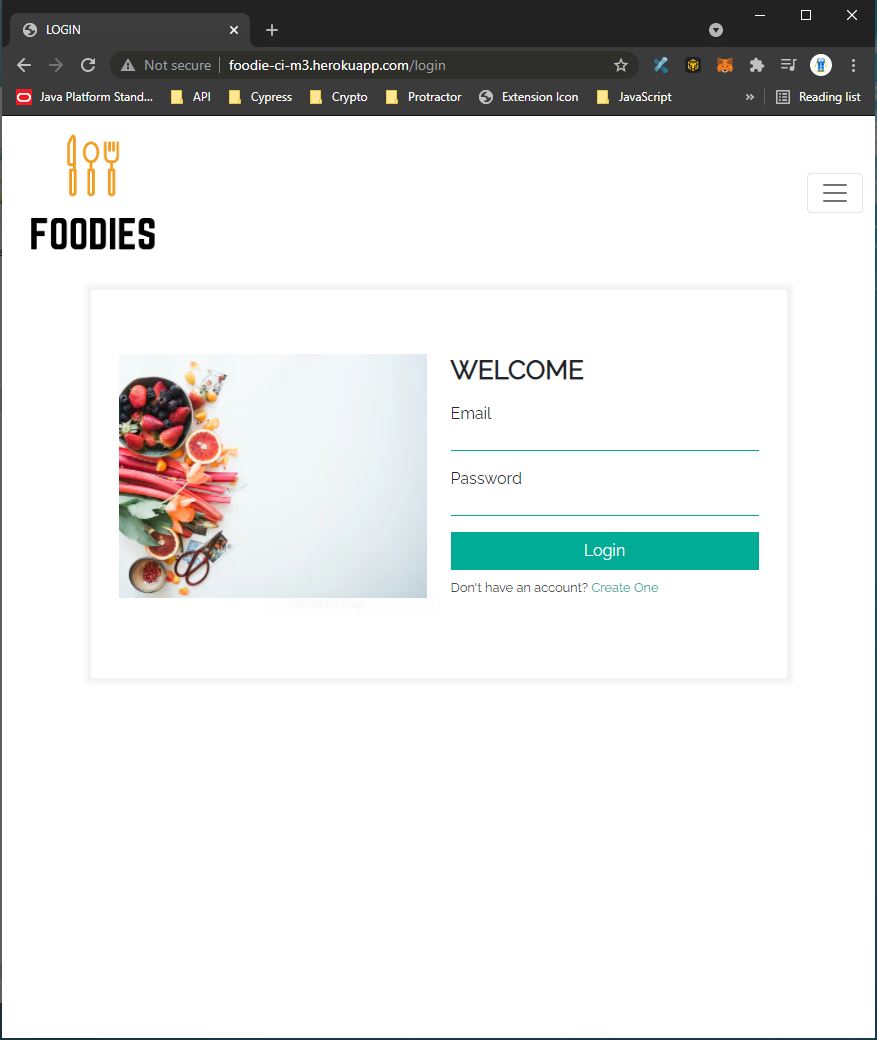 LOGIN
Not secure foodie-ci-m3.herokuapp.com/login
Java Platform Stand... API Cypress Crypto Protractor Extension Icon JavaScript » Reading list
FOODIES
WELCOME
Email
Password
Login
Don't have an account? Create One
Window Snip